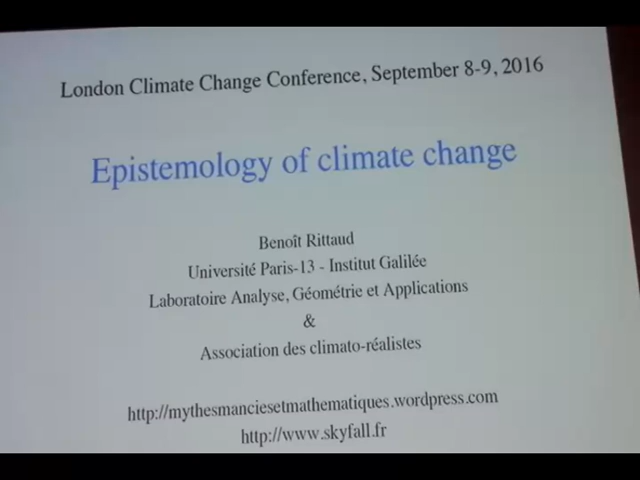 London Climate Change Conference, September 8-9, 2016
Epistemology of climate change
Benoît Rittaud
Université Paris-13 - Institut Galilée
Laboratoire Analyse, Géométrie et Applications
&
Association des climato-réalistes
http://mythesmanciesetmathematiques.wordpress.com
http://www.skyfall.fr